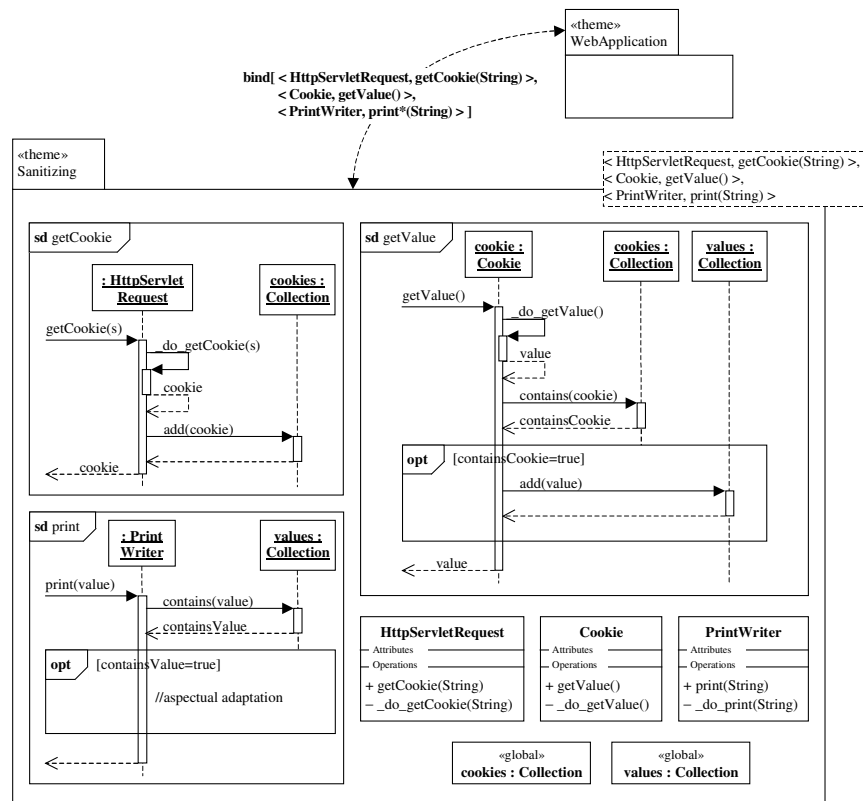 «theme»
WebApplication
bind[ < HttpServletRequest, getCookie(String) >,
< Cookie, getValue() >,
< PrintWriter, print*(String) > ]
«theme»
Sanitizing
< HttpServletRequest, getCookie(String) >,
< Cookie, getValue() >,
< PrintWriter, print(String) >
sd getCookie
: HttpServlet
Request
cookies :
Collection
getCookie(s)
_do_getCookie(s)
cookie
add(cookie)
cookie
sd getValue
cookie :
Cookie
cookies :
Collection
values :
Collection
getValue()
_do_getValue()
value
contains(cookie)
containsCookie
opt [containsCookie=true]
add(value)
value
sd print
: Print
Writer
values :
Collection
print(value)
contains(value)
containsValue
opt [containsValue=true]
//aspectual adaptation
HttpServletRequest
Attributes
Operations
+ getCookie(String)
− _do_getCookie(String)
Cookie
Attributes
Operations
+ getValue()
− _do_getValue()
PrintWriter
Attributes
Operations
+ print(String)
− _do_print(String)
«global»
cookies : Collection
«global»
values : Collection